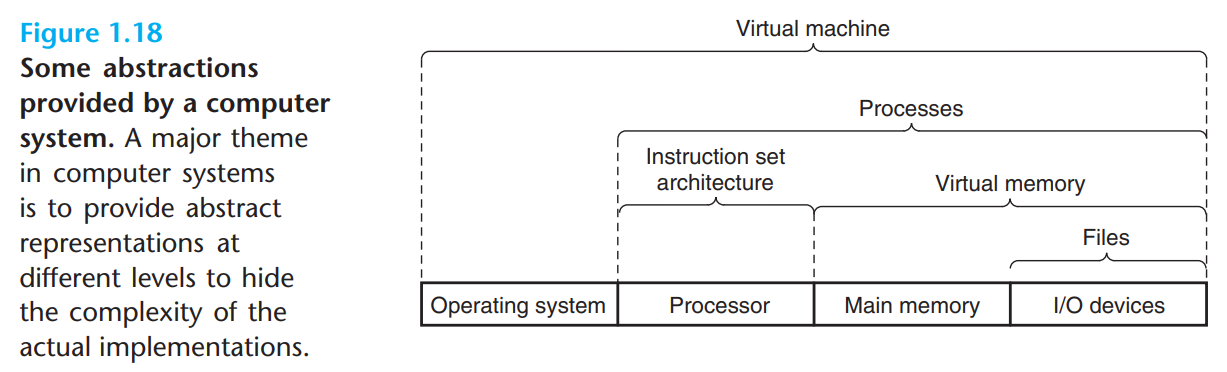 Figure 1.18
Some abstractions
provided by a computer
system. A major theme
in computer systems
is to provide abstract
representations at
different levels to hide
the complexity of the
actual implementations.
Virtual machine
Processes
Instruction set
architecture
Virtual memory
Files
Operating system
Processor
Main memory
I/O devices